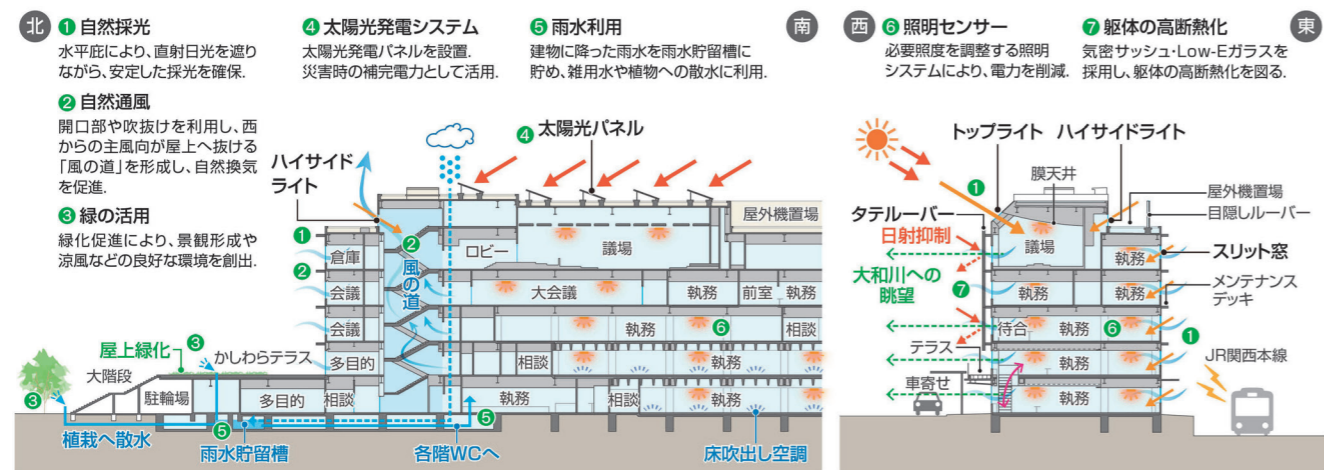 北
① 自然採光
水平庇により、直射日光を遮り
ながら、安定した採光を確保.
② 自然通風
開口部や吹抜けを利用し、西
からの主風向が屋上へ抜ける
「風の道」を形成し、自然換気
を促進.
③ 緑の活用
緑化促進により、景観形成や
涼風などの良好な環境を創出.
④ 太陽光発電システム
太陽光発電パネルを設置.
災害時の補完電力として活用.
⑤ 雨水利用
建物に降った雨水を雨水貯留槽に
貯め、雑用水や植物への散水に利用.
南
④ 太陽光パネル
ハイサイド
ライト
屋外機置場
①
②
ロビー
議場
倉庫
風の道
②
会議
大会議
執務
前室
執務
会議
執務
⑥
相談
屋上緑化
③
かしわらテラス
多目的
相談
執務
大階段
駐輪場
多目的
相談
執務
相談
執務
③
植栽へ散水
⑤
雨水貯留槽
各階WCへ
⑤
床吹出し空調
西
⑥ 照明センサー
必要照度を調整する照明
システムにより、電力を削減.
⑦ 躯体の高断熱化
気密サッシュ・Low-Eガラスを
採用し、躯体の高断熱化を図る.
東
トップライト
ハイサイドライト
①
膜天井
屋外機置場
目隠しルーバー
タテルーバー
日射抑制
議場
執務
スリット窓
大和川への
眺望
⑦
執務
執務
メンテナンス
デッキ
待合
執務
⑥
①
テラス
執務
JR関西本線
車寄せ
執務